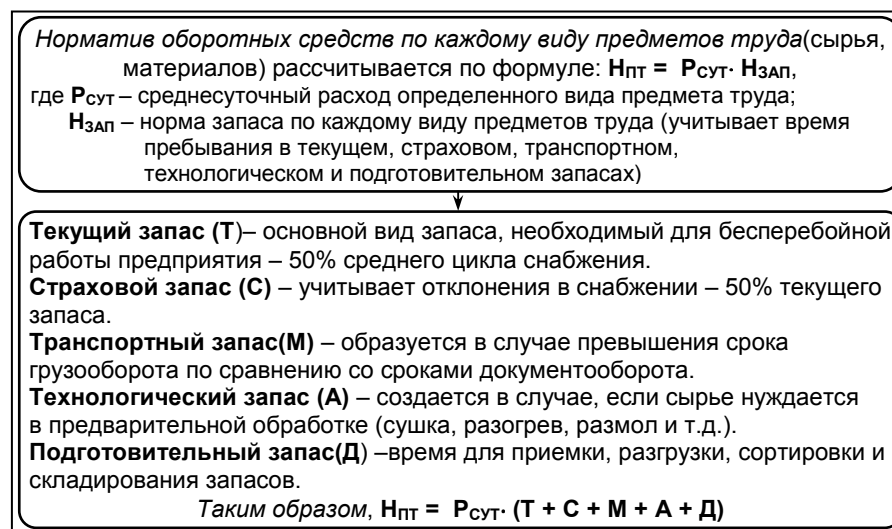 Норматив оборотных средств по каждому виду предметов труда(сырья,
материалов) рассчитывается по формуле: НПТ = РСУТ· НЗАП,
где РСУТ – среднесуточный расход определенного вида предмета труда;
НЗАП – норма запаса по каждому виду предметов труда (учитывает время
пребывания в текущем, страховом, транспортном,
технологическом и подготовительном запасах)
Текущий запас (Т)– основной вид запаса, необходимый для бесперебойной
работы предприятия – 50% среднего цикла снабжения.
Страховой запас (С) – учитывает отклонения в снабжении – 50% текущего
запаса.
Транспортный запас(М) – образуется в случае превышения срока
грузооборота по сравнению со сроками документооборота.
Технологический запас (А) – создается в случае, если сырье нуждается
в предварительной обработке (сушка, разогрев, размол и т.д.).
Подготовительный запас(Д) –время для приемки, разгрузки, сортировки и
складирования запасов.
Таким образом, НПТ = РСУТ· (Т + С + М + А + Д)